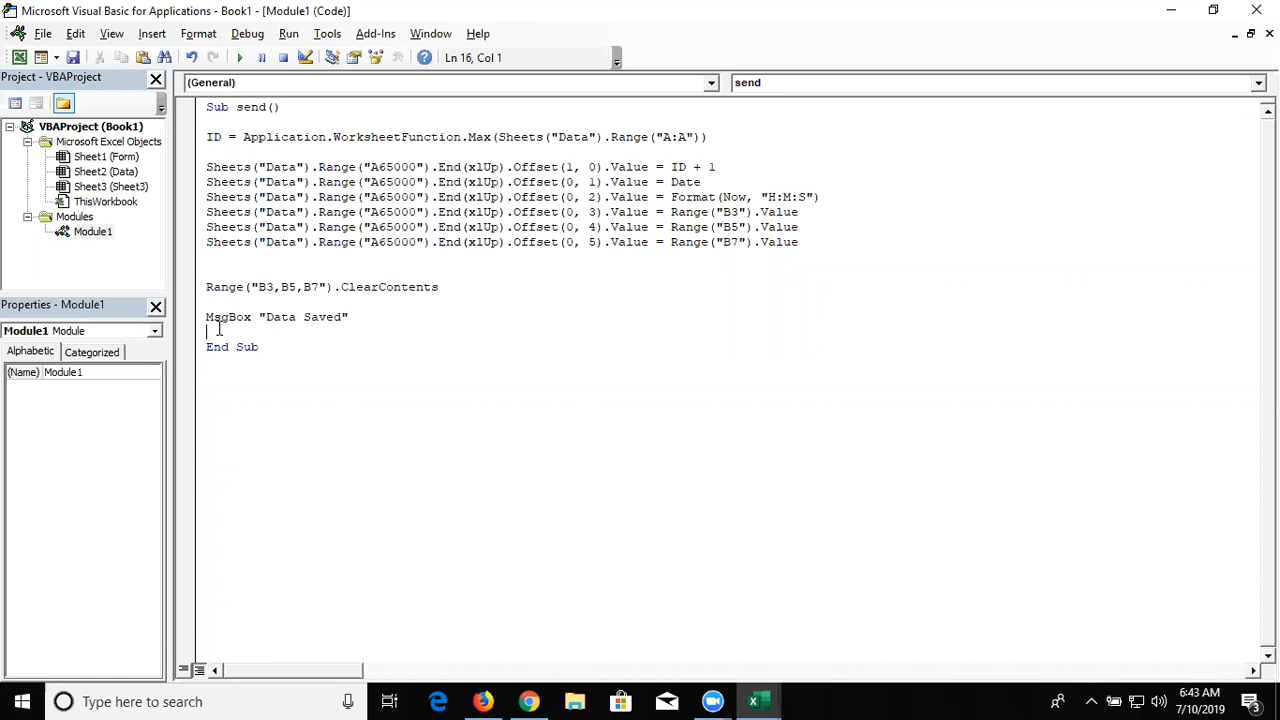 Microsoft Visual Basic for Applications - Book1 - [Module1 (Code)]
File Edit View Insert Format Debug Run Tools Add-Ins Window Help
Ln 16, Col 1
Project - VBAProject
(General)
send
VBAProject (Book1)
Microsoft Excel Objects
Sheet1 (Form)
Sheet2 (Data)
Sheet3 (Sheet3)
ThisWorkbook
Modules
Module1
Properties - Module1
Module1 Module
Alphabetic Categorized
(Name) Module1
Sub send()
ID = Application.WorksheetFunction.Max(Sheets("Data").Range("A:A"))
Sheets("Data").Range("A65000").End(xlUp).Offset(1, 0).Value = ID + 1
Sheets("Data").Range("A65000").End(xlUp).Offset(0, 1).Value = Date
Sheets("Data").Range("A65000").End(xlUp).Offset(0, 2).Value = Format(Now, "H:M:S")
Sheets("Data").Range("A65000").End(xlUp).Offset(0, 3).Value = Range("B3").Value
Sheets("Data").Range("A65000").End(xlUp).Offset(0, 4).Value = Range("B5").Value
Sheets("Data").Range("A65000").End(xlUp).Offset(0, 5).Value = Range("B7").Value
Range("B3,B5,B7").ClearContents
MsgBox "Data Saved"
End Sub
Type here to search
6:43 AM
7/10/2019
3